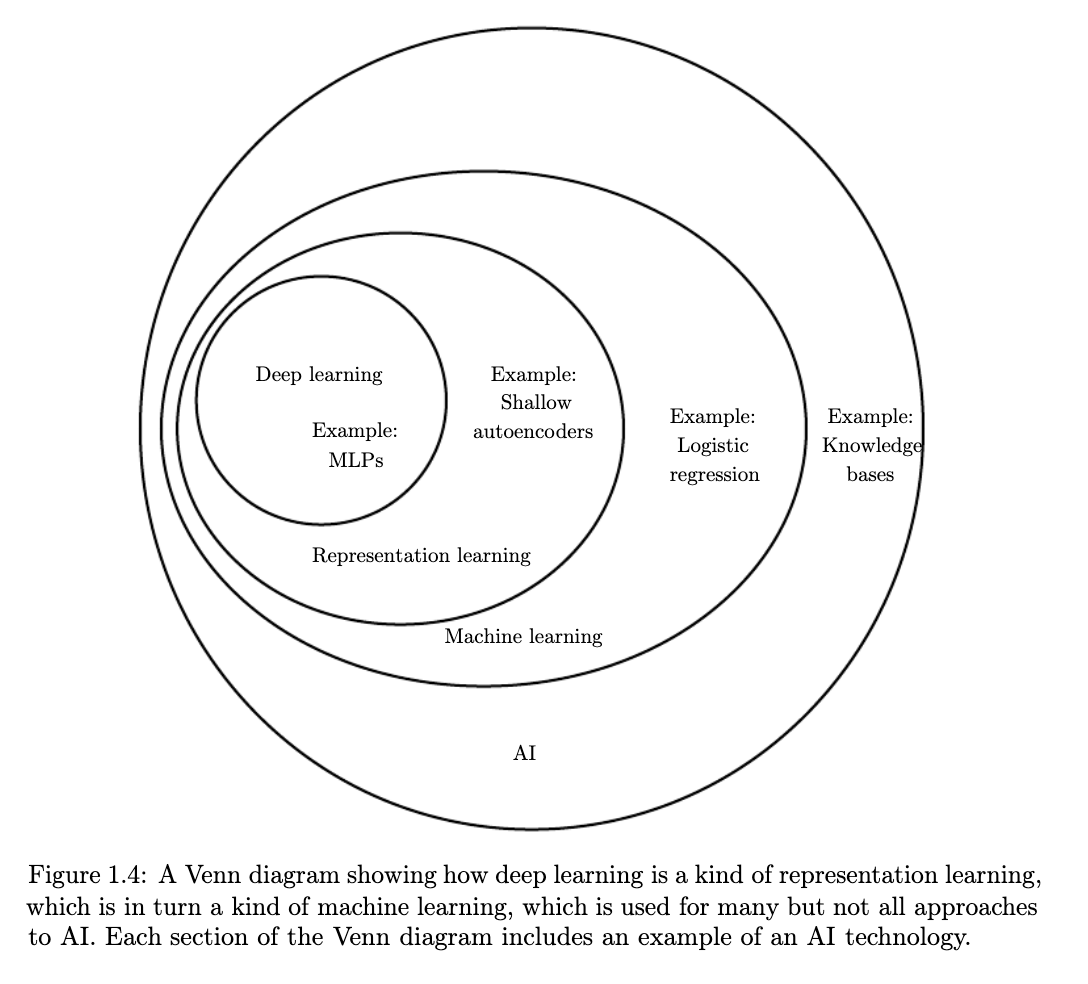 Deep learning
Example:
MLPs
Example:
Shallow
autoencoders
Example:
Logistic
regression
Example:
Knowledge
bases
Representation learning
Machine learning
AI
Figure 1.4: A Venn diagram showing how deep learning is a kind of representation learning,
which is in turn a kind of machine learning, which is used for many but not all approaches
to AI. Each section of the Venn diagram includes an example of an AI technology.